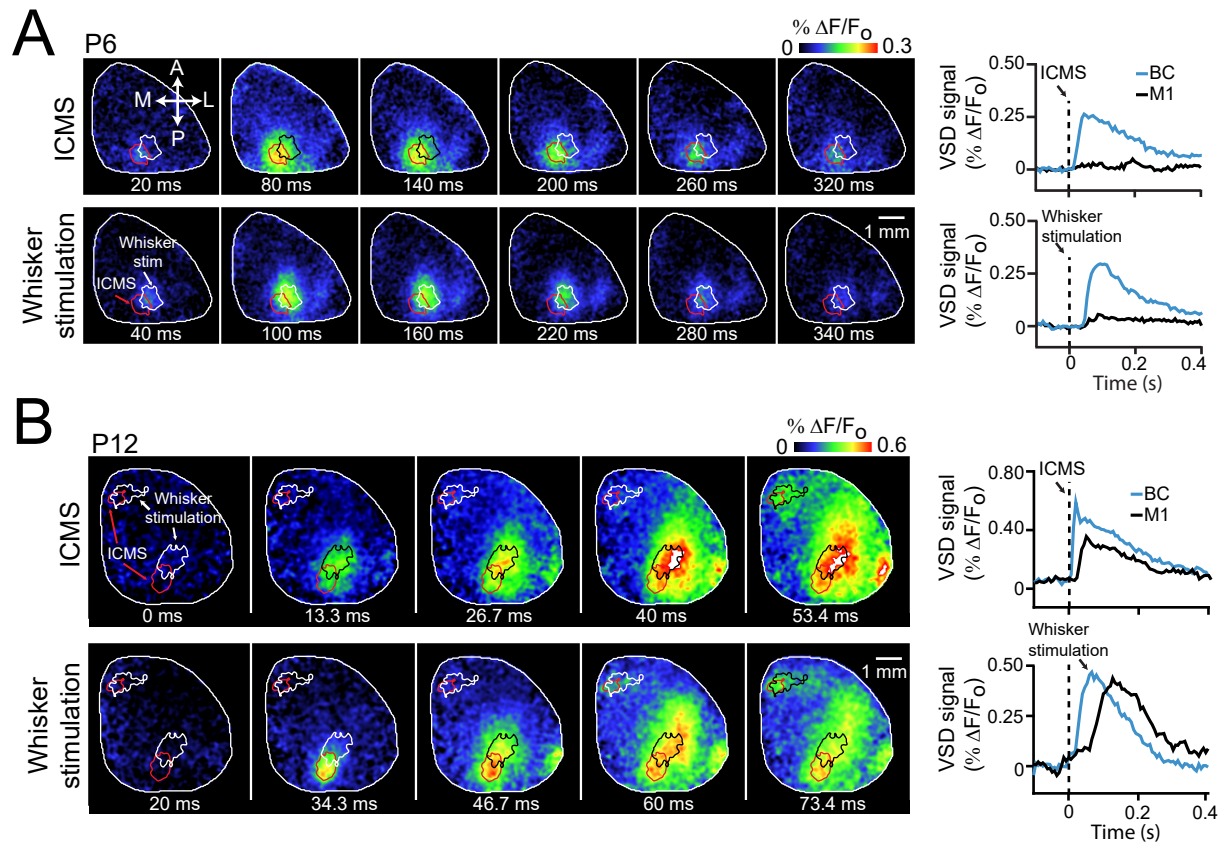 A
P6
% ΔF/Fo
0 0.3
ICMS
A
M L
P
20 ms 80 ms 140 ms 200 ms 260 ms 320 ms
Whisker
stimulation
Whisker
stim
ICMS
1 mm
40 ms 100 ms 160 ms 220 ms 280 ms 340 ms
VSD signal
(% ΔF/Fo)
ICMS
BC
M1
0.25
0
0 0.2 0.4
VSD signal
(% ΔF/Fo)
Whisker
stimulation
0.50
0.25
0
0 0.2 0.4
Time (s)
B
P12
% ΔF/Fo
0 0.6
ICMS
Whisker
stimulation
ICMS
0 ms 13.3 ms 26.7 ms 40 ms 53.4 ms
Whisker
stimulation
1 mm
20 ms 34.3 ms 46.7 ms 60 ms 73.4 ms
VSD signal
(% ΔF/Fo)
ICMS
BC
M1
0.80
0.40
0
VSD signal
(% ΔF/Fo)
Whisker
stimulation
0.50
0.25
0
0 0.2 0.4
Time (s)